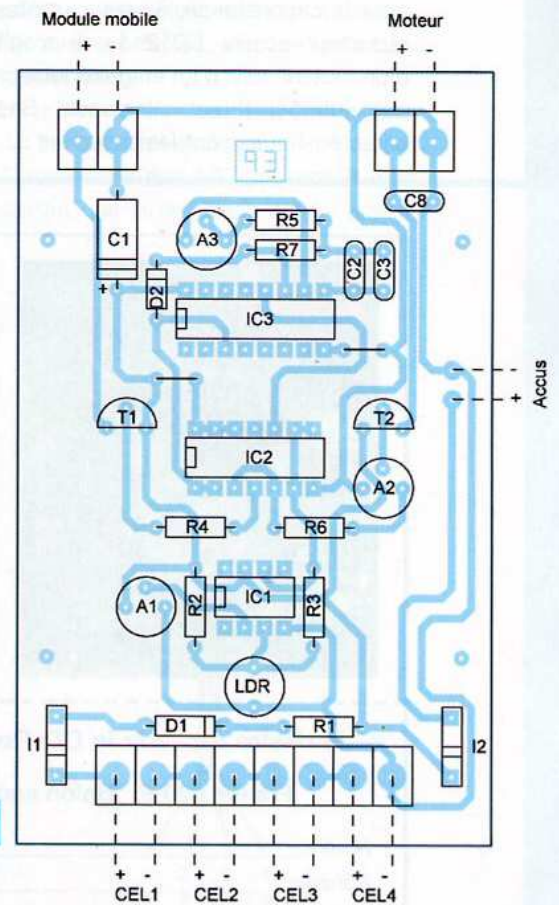 Module mobile
Moteur
+ -
+ -
C8
C1
A3
R5
R7
C2
C3
+
D2
IC3
-
+
Accus
T1
T2
IC2
A2
R4
R6
A1
R2
IC1
R3
LDR
I1
D1
R1
I2
+ - + - + - + -
CEL1 CEL2 CEL3 CEL4